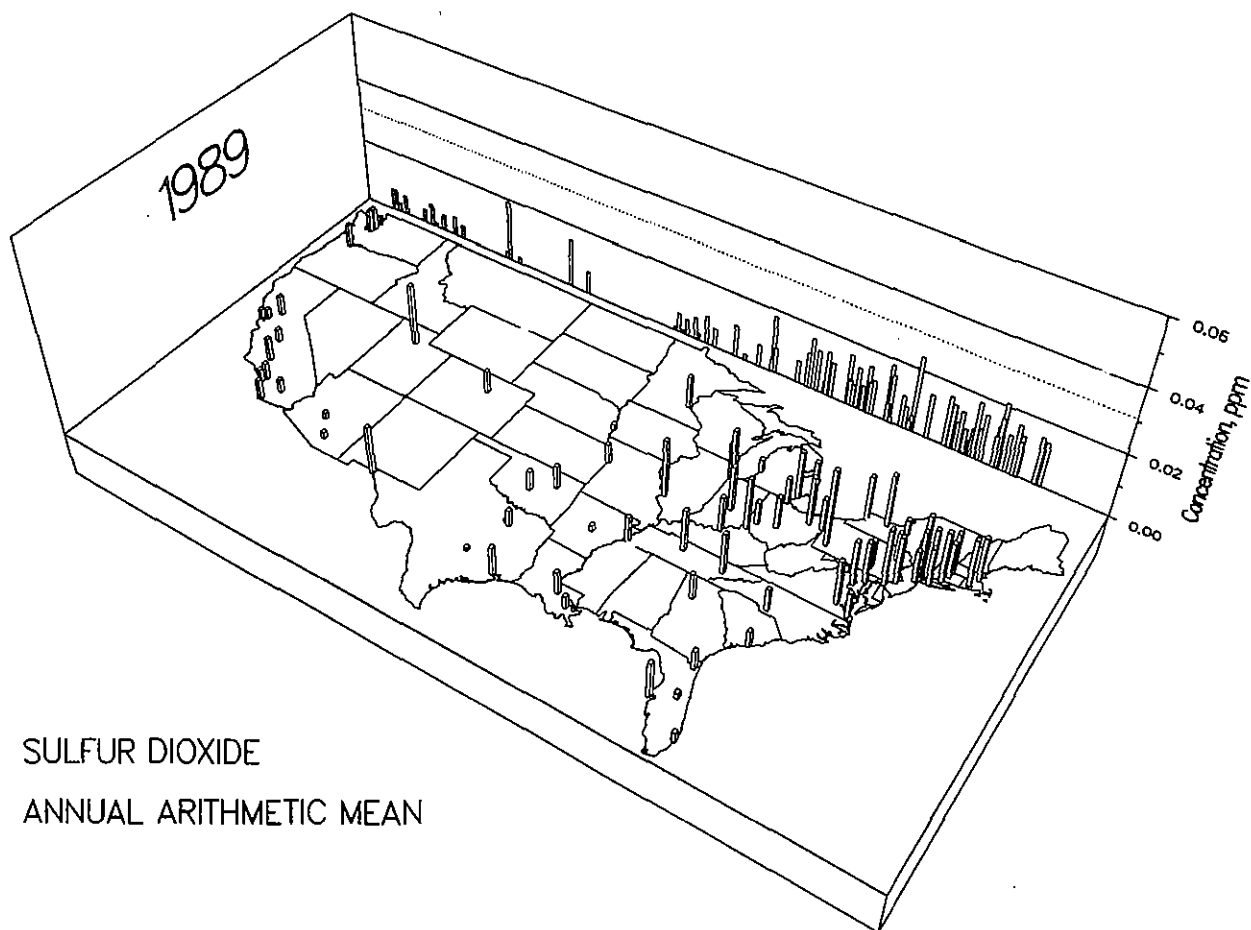 1989
0.06
0.04
0.02
0.00
Concentration, ppm
SULFUR DIOXIDE
ANNUAL ARITHMETIC MEAN